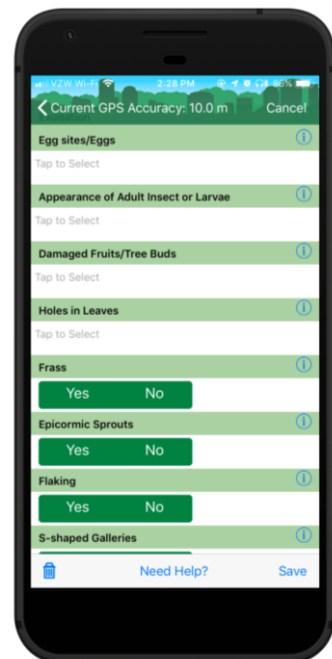 VZW Wi-Fi 2:28 PM 86%
Current GPS Accuracy: 10.0 m Cancel
Egg sites/Eggs
Tap to Select
Appearance of Adult Insect or Larvae
Tap to Select
Damaged Fruits/Tree Buds
Tap to Select
Holes in Leaves
Tap to Select
Frass
Yes No
Epicormic Sprouts
Yes No
Flaking
Yes No
S-shaped Galleries
Need Help? Save